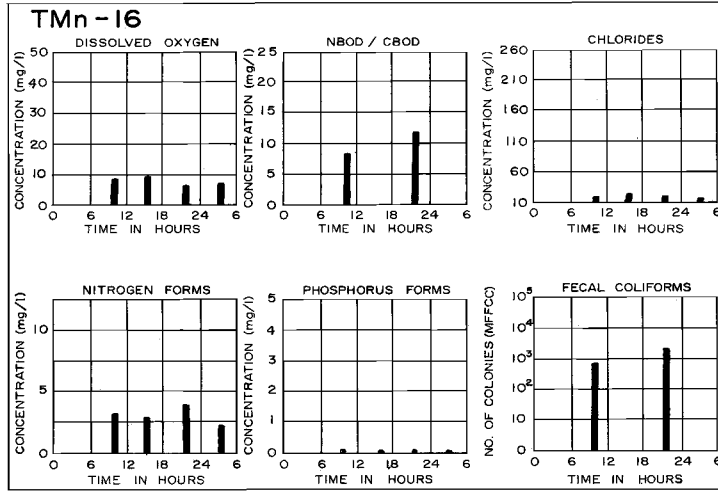 TMn-16
DISSOLVED OXYGEN
CONCENTRATION (mg/l)
50
40
30
20
10
0
0 6 12 18 24 6
TIME IN HOURS
NBOD / CBOD
CONCENTRATION (mg/l)
25
20
15
10
5
0
0 6 12 18 24 6
TIME IN HOURS
CHLORIDES
CONCENTRATION (mg/l)
260
210
160
110
60
10
0 6 12 18 24 6
TIME IN HOURS
NITROGEN FORMS
CONCENTRATION (mg/l)
10
5
0
0 6 12 18 24 6
TIME IN HOURS
PHOSPHORUS FORMS
CONCENTRATION (mg/l)
5
4
3
2
1
0
0 6 12 18 24 6
TIME IN HOURS
FECAL COLIFORMS
NO. OF COLONIES (MFFCC)
10⁵
10⁴
10³
10²
10¹
0
0 6 12 18 24 6
TIME IN HOURS